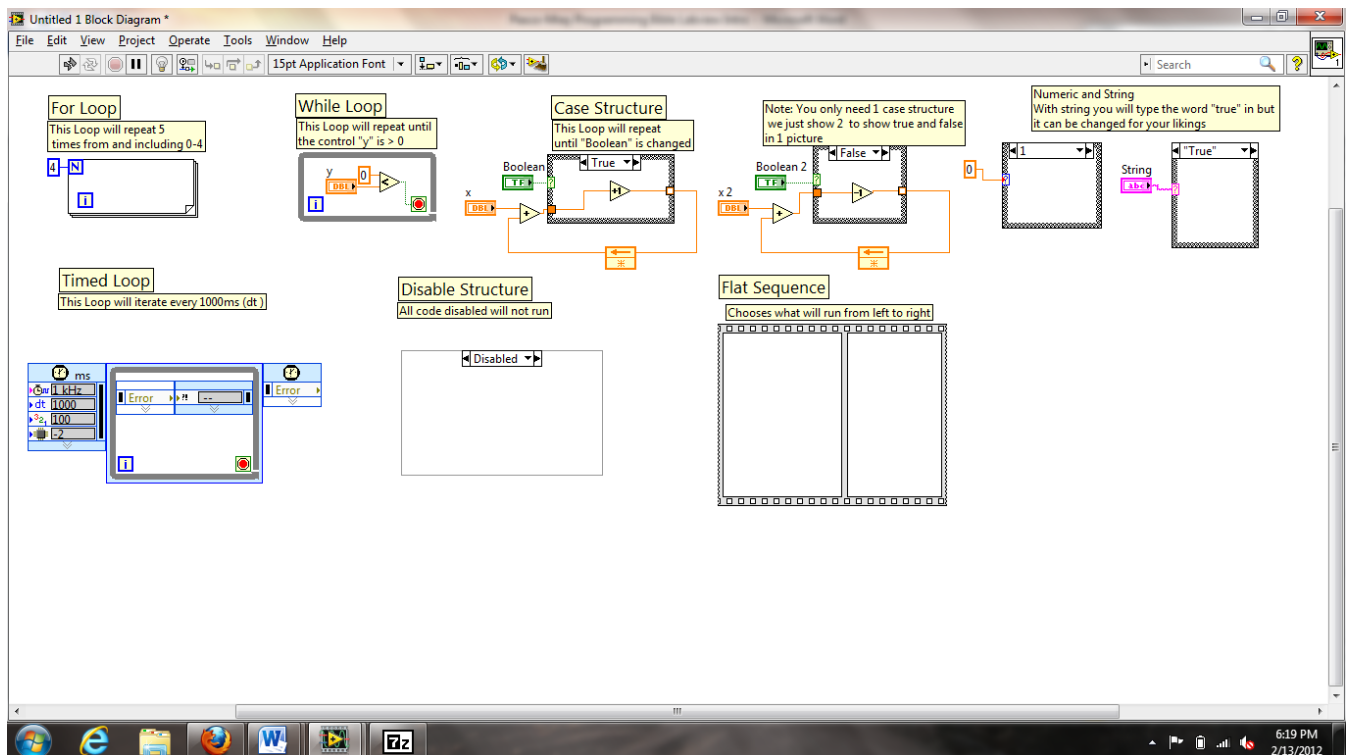 Untitled 1 Block Diagram *
File Edit View Project Operate Tools Window Help
15pt Application Font
Search
1
For Loop
This Loop will repeat 5
times from and including 0-4
4 N
i
While Loop
This Loop will repeat until
the control "y" is > 0
y
0
DBL
<
i
Case Structure
This Loop will repeat
until "Boolean" is changed
Boolean
True
TF
?
x
DBL
+
+1
Note: You only need 1 case structure
we just show 2 to show true and false
in 1 picture
Boolean 2
False
TF
?
x 2
DBL
+
-1
Numeric and String
With string you will type the word "true" in but
it can be changed for your likings
0
1
?
String
abc
"True"
?
Timed Loop
This Loop will iterate every 1000ms (dt )
ms
1 kHz
dt 1000
321 100
-2
Error
?! --
Error
i
Disable Structure
All code disabled will not run
Disabled
Flat Sequence
Chooses what will run from left to right
W
7z
6:19 PM
2/13/2012